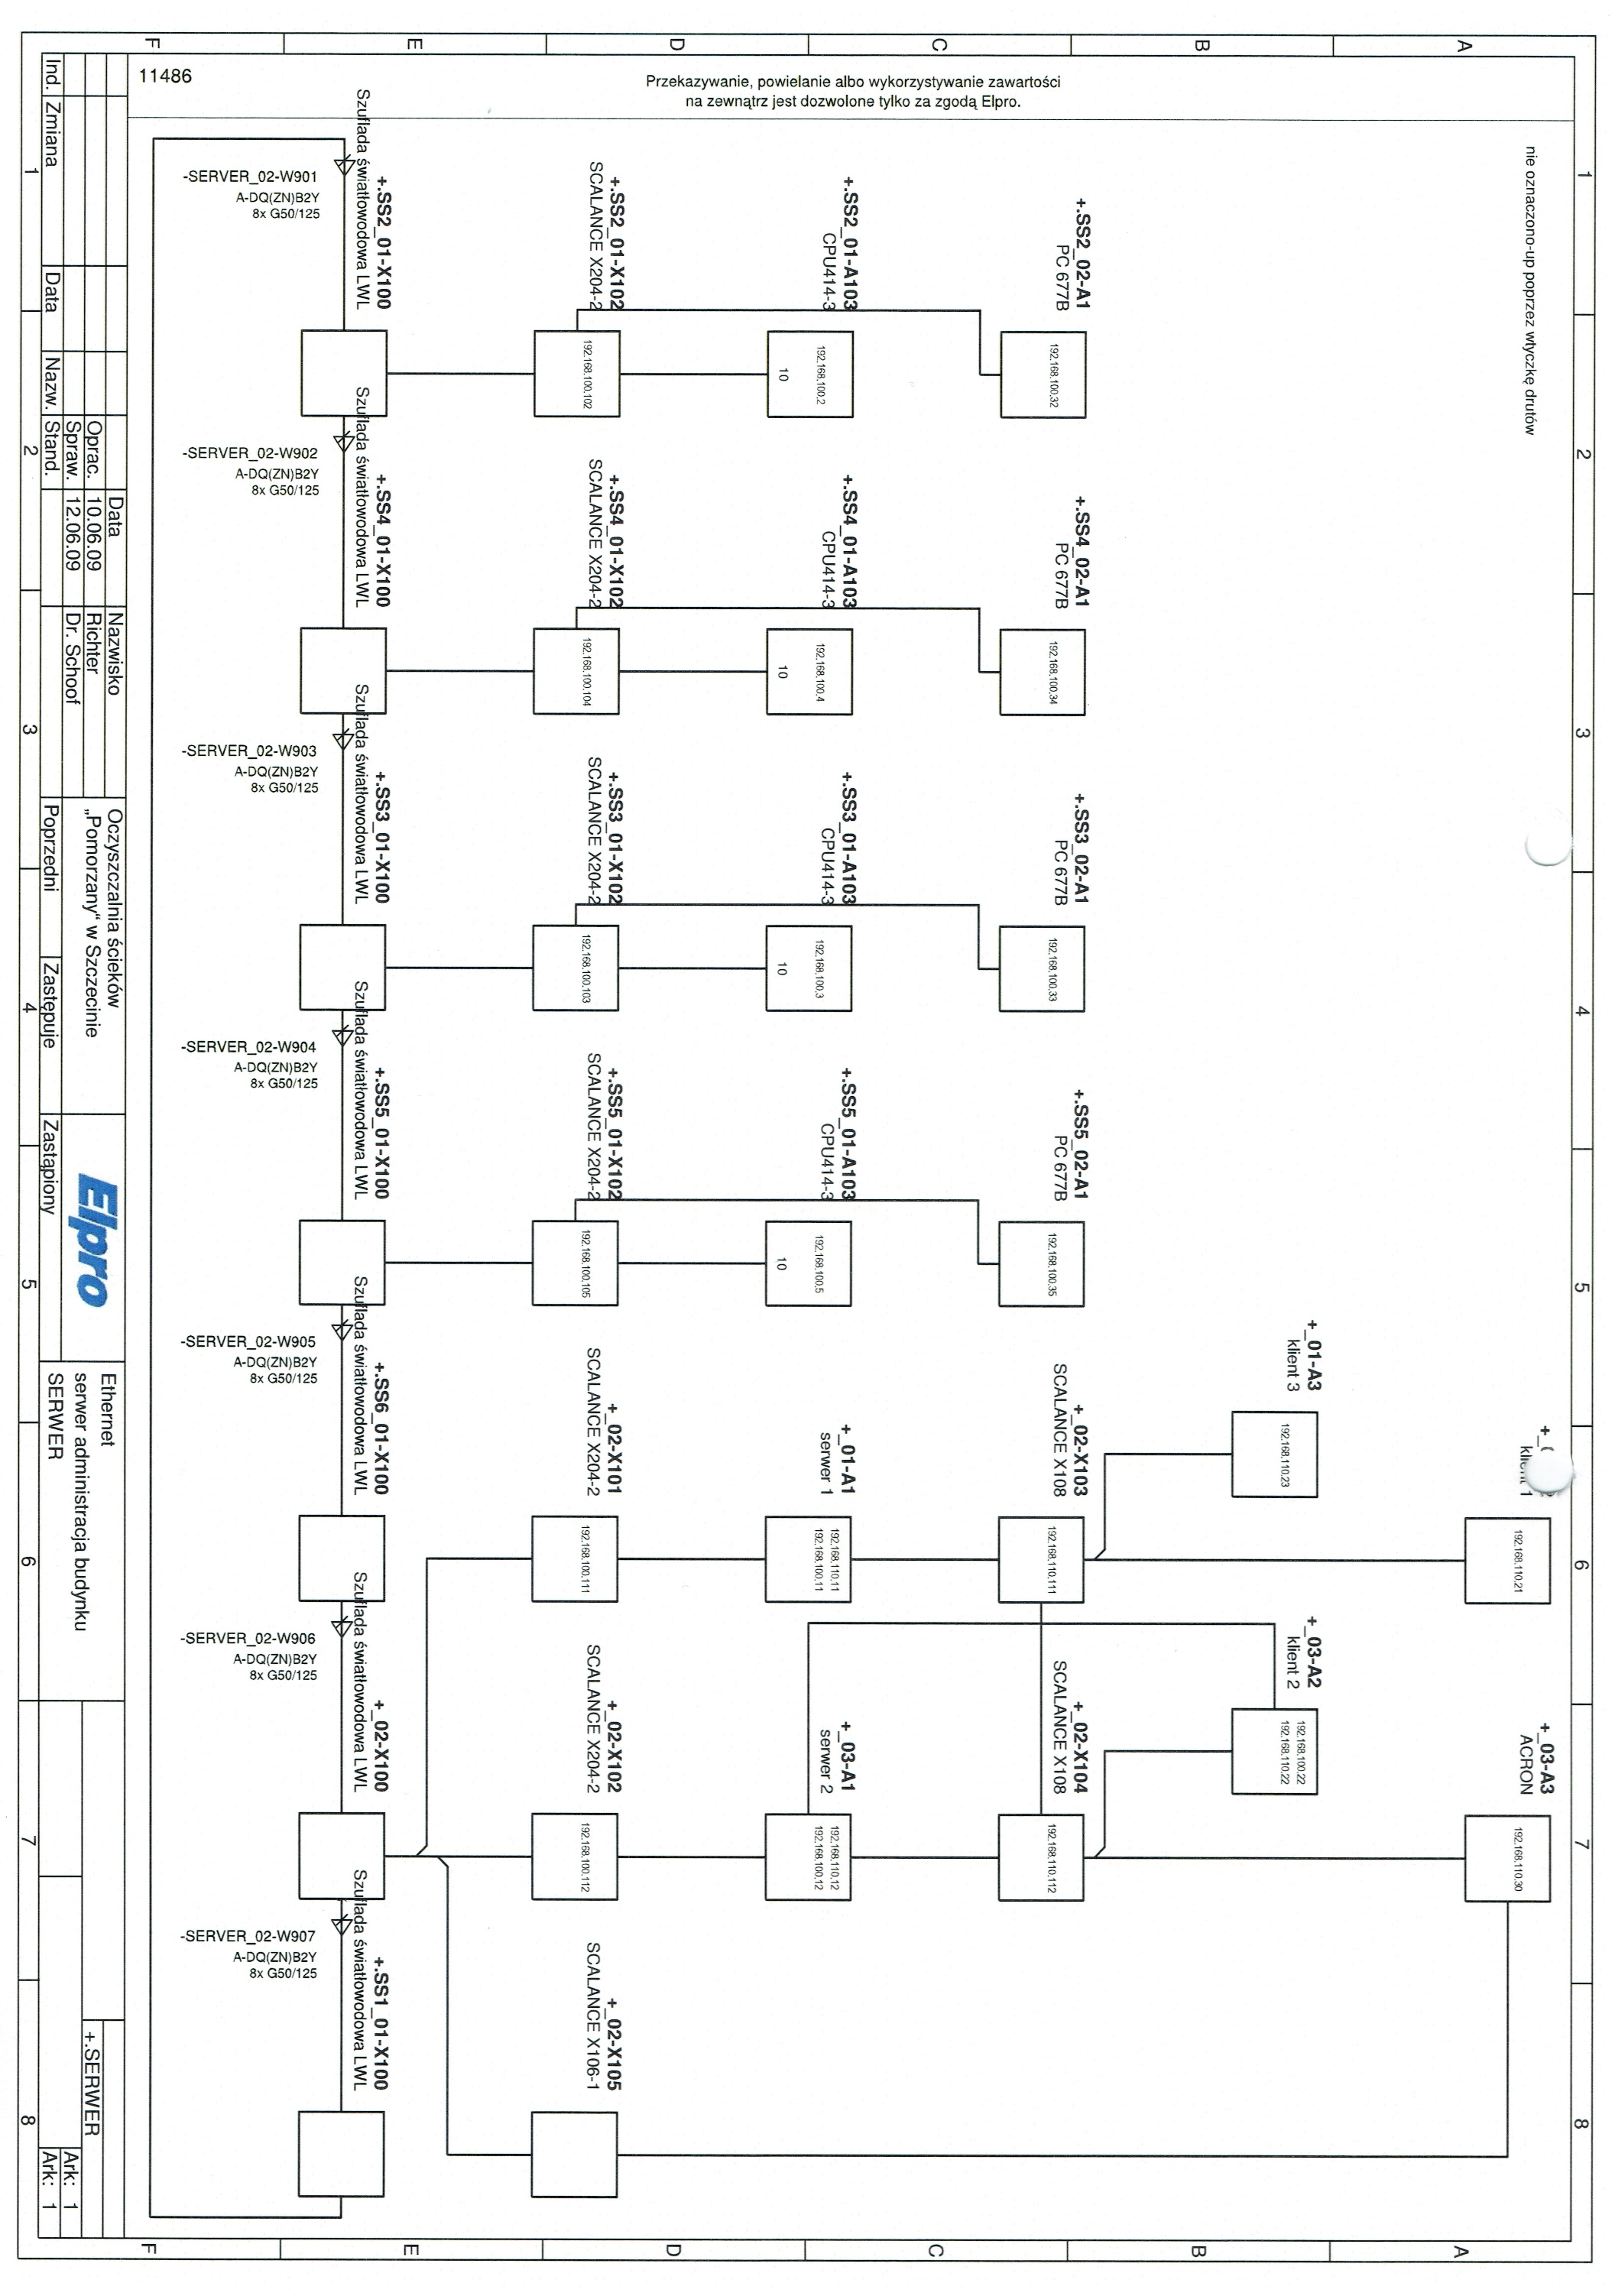 1
2
3
4
5
6
7
8
A
B
C
D
E
F
nie oznaczono-up poprzez wtyczkę drutów
Przekazywanie, powielanie albo wykorzystywanie zawartości
na zewnątrz jest dozwolone tylko za zgodą Elpro.
11486
+_03-A3
ACRON
192.168.110.21
192.168.110.30
+_01-A3
klient 3
192.168.110.23
+_03-A2
klient 2
192.168.100.22
192.168.110.22
+.SS2_02-A1
PC 677B
192.168.100.32
+.SS4_02-A1
PC 677B
192.168.100.34
+.SS3_02-A1
PC 677B
192.168.100.33
+.SS5_02-A1
PC 677B
192.168.100.35
+_02-X103
SCALANCE X108
192.168.110.111
+_02-X104
SCALANCE X108
192.168.110.112
+.SS2_01-A103
CPU414-3
192.168.100.2
10
+.SS4_01-A103
CPU414-3
192.168.100.4
10
+.SS3_01-A103
CPU414-3
192.168.100.3
10
+.SS5_01-A103
CPU414-3
192.168.100.5
10
+_01-A1
serwer 1
192.168.110.11
192.168.100.11
+_03-A1
serwer 2
192.168.110.12
192.168.100.12
+.SS2_01-X102
SCALANCE X204-2
192.168.100.102
+.SS4_01-X102
SCALANCE X204-2
192.168.100.104
+.SS3_01-X102
SCALANCE X204-2
192.168.100.103
+.SS5_01-X102
SCALANCE X204-2
192.168.100.105
+_02-X101
SCALANCE X204-2
192.168.100.111
+_02-X102
SCALANCE X204-2
192.168.100.112
+_02-X105
SCALANCE X106-1
+.SS2_01-X100
Szuflada światłowodowa LWL
+.SS4_01-X100
Szuflada światłowodowa LWL
+.SS3_01-X100
Szuflada światłowodowa LWL
+.SS5_01-X100
Szuflada światłowodowa LWL
+.SS6_01-X100
Szuflada światłowodowa LWL
+_02-X100
Szuflada światłowodowa LWL
+.SS1_01-X100
Szuflada światłowodowa LWL
-SERVER_02-W901
A-DQ(ZN)B2Y
8x G50/125
-SERVER_02-W902
A-DQ(ZN)B2Y
8x G50/125
-SERVER_02-W903
A-DQ(ZN)B2Y
8x G50/125
-SERVER_02-W904
A-DQ(ZN)B2Y
8x G50/125
-SERVER_02-W905
A-DQ(ZN)B2Y
8x G50/125
-SERVER_02-W906
A-DQ(ZN)B2Y
8x G50/125
-SERVER_02-W907
A-DQ(ZN)B2Y
8x G50/125
A
B
C
D
E
F
Data Nazwisko
Oprac. 10.06.09 Richter
Spraw. 12.06.09 Dr. Schoof
Ind. Zmiana Data Nazw. Stand.
Oczyszczalnia ścieków
„Pomorzany“ w Szczecinie
Poprzedni Zastępuje Zastąpiony
Elpro
Ethernet
serwer administracja budynku
SERWER
+.SERWER
Ark: 1
Ark: 1
1
2
3
4
5
6
7
8